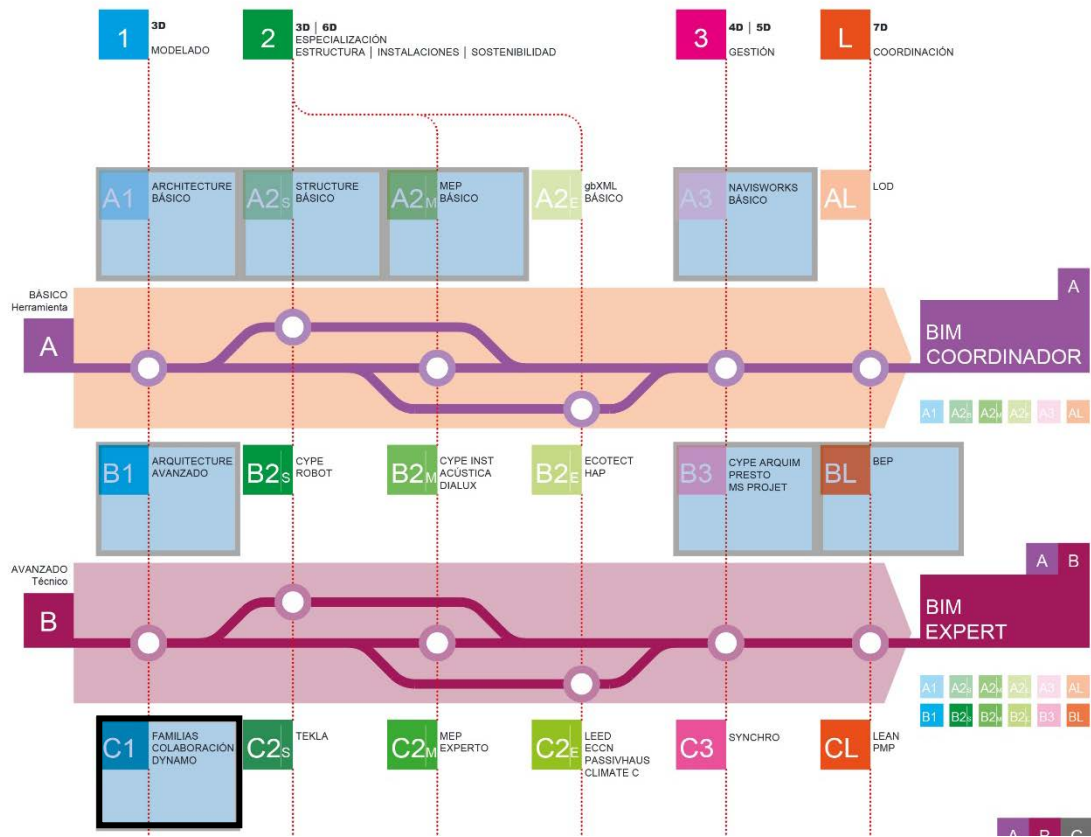 1
3D
MODELADO
2
3D | 6D
ESPECIALIZACIÓN
ESTRUCTURA | INSTALACIONES | SOSTENIBILIDAD
3
4D | 5D
GESTIÓN
L
7D
COORDINACIÓN
A1
ARCHITECTURE
BÁSICO
A2S
STRUCTURE
BÁSICO
A2M
MEP
BÁSICO
A2E
gbXML
BÁSICO
A3
NAVISWORKS
BÁSICO
AL
LOD
BÁSICO
Herramienta
A
A
BIM
COORDINADOR
A1 A2S A2M A2E A3 AL
B1
ARQUITECTURE
AVANZADO
B2S
CYPE
ROBOT
B2M
CYPE INST
ACÚSTICA
DIALUX
B2E
ECOTECT
HAP
B3
CYPE ARQUIM
PRESTO
MS PROJET
BL
BEP
AVANZADO
Técnico
B
A B
BIM
EXPERT
A1 A2S A2M A2E A3 AL
B1 B2S B2M B2E B3 BL
C1
FAMILIAS
COLABORACIÓN
DYNAMO
C2S
TEKLA
C2M
MEP
EXPERTO
C2E
LEED
ECCN
PASSIVHAUS
CLIMATE C
C3
SYNCHRO
CL
LEAN
PMP
A B C